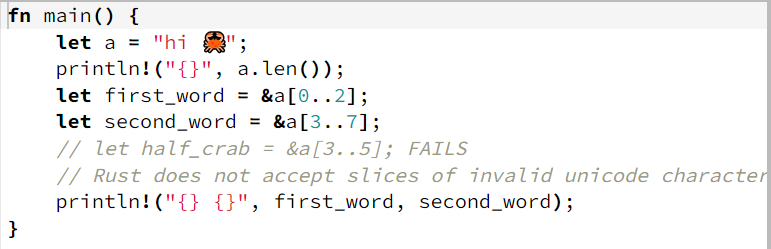 fn main() {
    let a = "hi 🦀";
    println!("{}", a.len());
    let first_word = &a[0..2];
    let second_word = &a[3..7];
    // let half_crab = &a[3..5]; FAILS
    // Rust does not accept slices of invalid unicode character
    println!("{} {}", first_word, second_word);
}